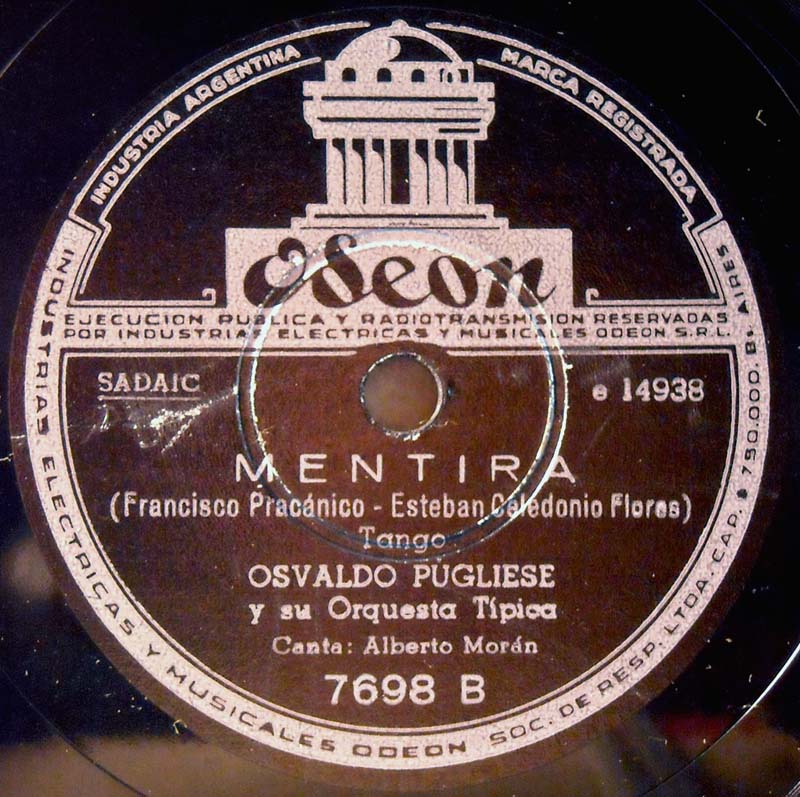 INDUSTRIA ARGENTINA
MARCA REGISTRADA
Odeon
EJECUCION PUBLICA Y RADIOTRANSMISION RESERVADAS
POR INDUSTRIAS ELECTRICAS Y MUSICALES ODEON S.R.L.
SADAIC
e 14938
MENTIRA
(Francisco Pracánico - Esteban Celedonio Flores)
Tango
OSVALDO PUGLIESE
y su Orquesta Típica
Canta: Alberto Morán
7698 B
INDUSTRIAS ELECTRICAS Y MUSICALES ODEON SOC. DE RESP. LTDA. CAP. $ 750.000 Bs. AIRES